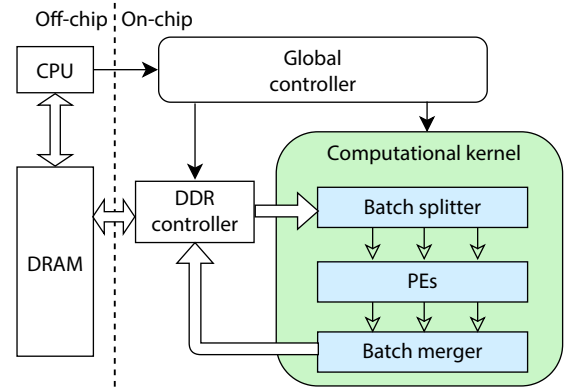 Off-chip
On-chip
CPU
Global
controller
Computational kernel
DDR
controller
Batch splitter
DRAM
PEs
Batch merger